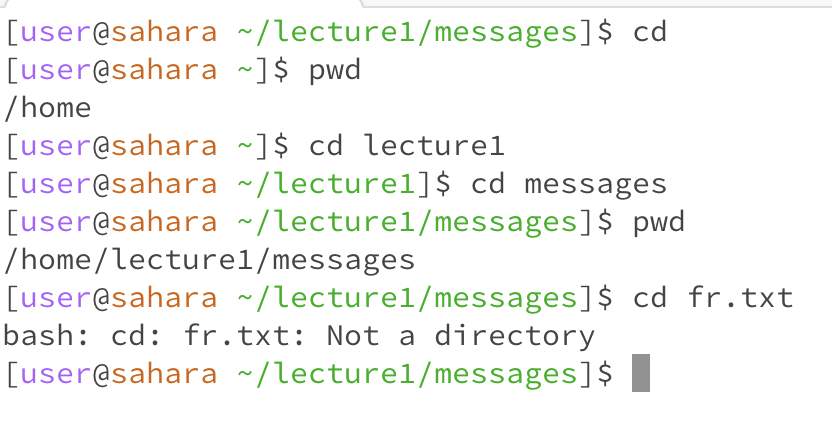 [user@sahara ~/lecture1/messages]$ cd
[user@sahara ~]$ pwd
/home
[user@sahara ~]$ cd lecture1
[user@sahara ~/lecture1]$ cd messages
[user@sahara ~/lecture1/messages]$ pwd
/home/lecture1/messages
[user@sahara ~/lecture1/messages]$ cd fr.txt
bash: cd: fr.txt: Not a directory
[user@sahara ~/lecture1/messages]$